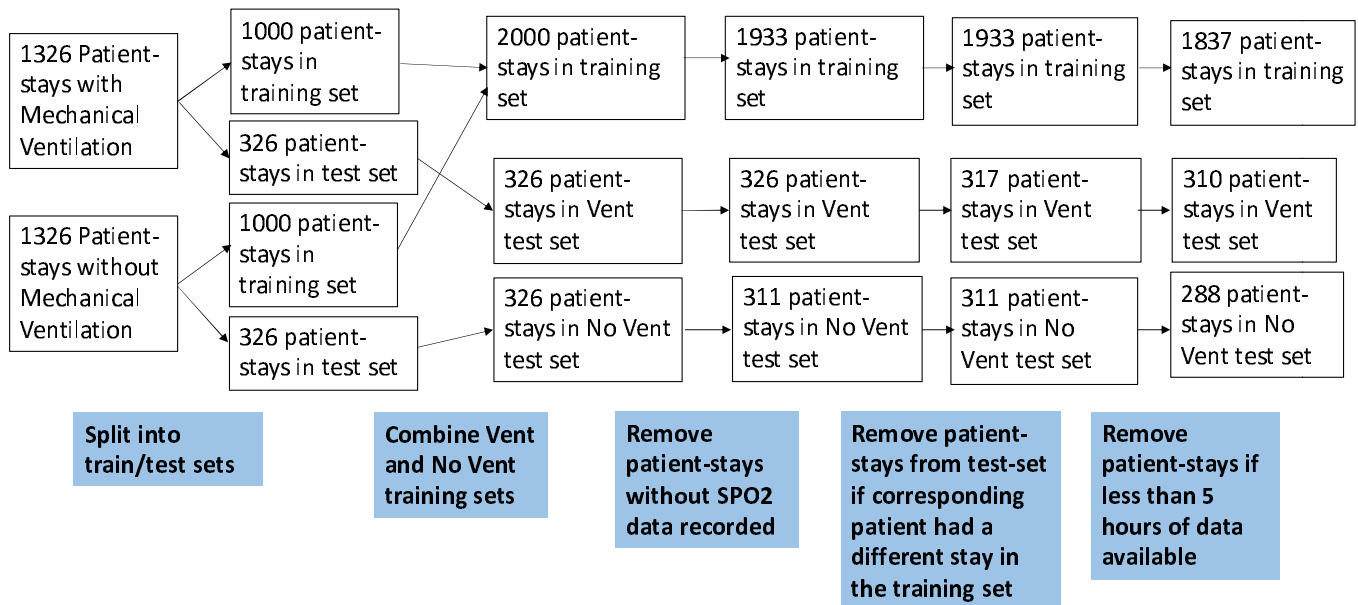 1326 Patient-
stays with
Mechanical
Ventilation
1000 patient-
stays in
training set
326 patient-
stays in test set
1326 Patient-
stays without
Mechanical
Ventilation
1000 patient-
stays in
training set
326 patient-
stays in test set
2000 patient-
stays in training
set
326 patient-
stays in Vent
test set
326 patient-
stays in No Vent
test set
1933 patient-
stays in training
set
326 patient-
stays in Vent
test set
311 patient-
stays in No Vent
test set
1933 patient-
stays in training
set
317 patient-
stays in Vent
test set
311 patient-
stays in No
Vent test set
1837 patient-
stays in training
set
310 patient-
stays in Vent
test set
288 patient-
stays in No
Vent test set
Split into
train/test sets
Combine Vent
and No Vent
training sets
Remove
patient-stays
without SPO2
data recorded
Remove patient-
stays from test-set
if corresponding
patient had a
different stay in
the training set
Remove
patient-stays if
less than 5
hours of data
available